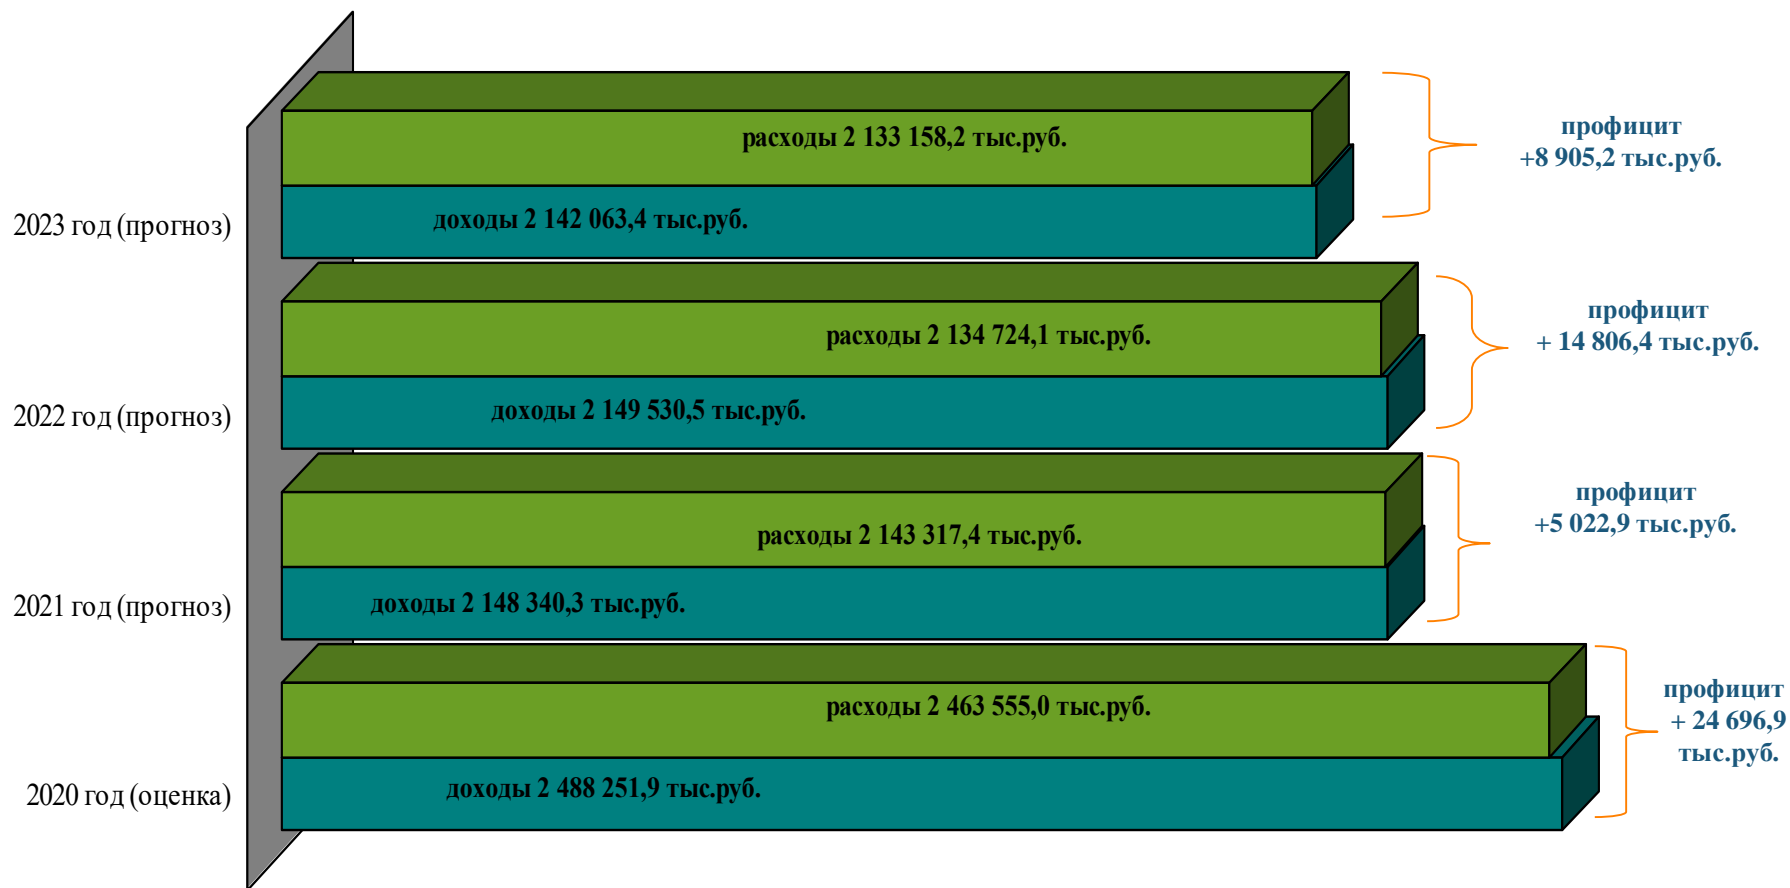 расходы 2 133 158,2 тыс.руб.
профицит
+8 905,2 тыс.руб.
2023 год (прогноз)
доходы 2 142 063,4 тыс.руб.
расходы 2 134 724,1 тыс.руб.
профицит
+ 14 806,4 тыс.руб.
2022 год (прогноз)
доходы 2 149 530,5 тыс.руб.
расходы 2 143 317,4 тыс.руб.
профицит
+5 022,9 тыс.руб.
2021 год (прогноз)
доходы 2 148 340,3 тыс.руб.
расходы 2 463 555,0 тыс.руб.
профицит
+ 24 696,9
тыс.руб.
2020 год (оценка)
доходы 2 488 251,9 тыс.руб.